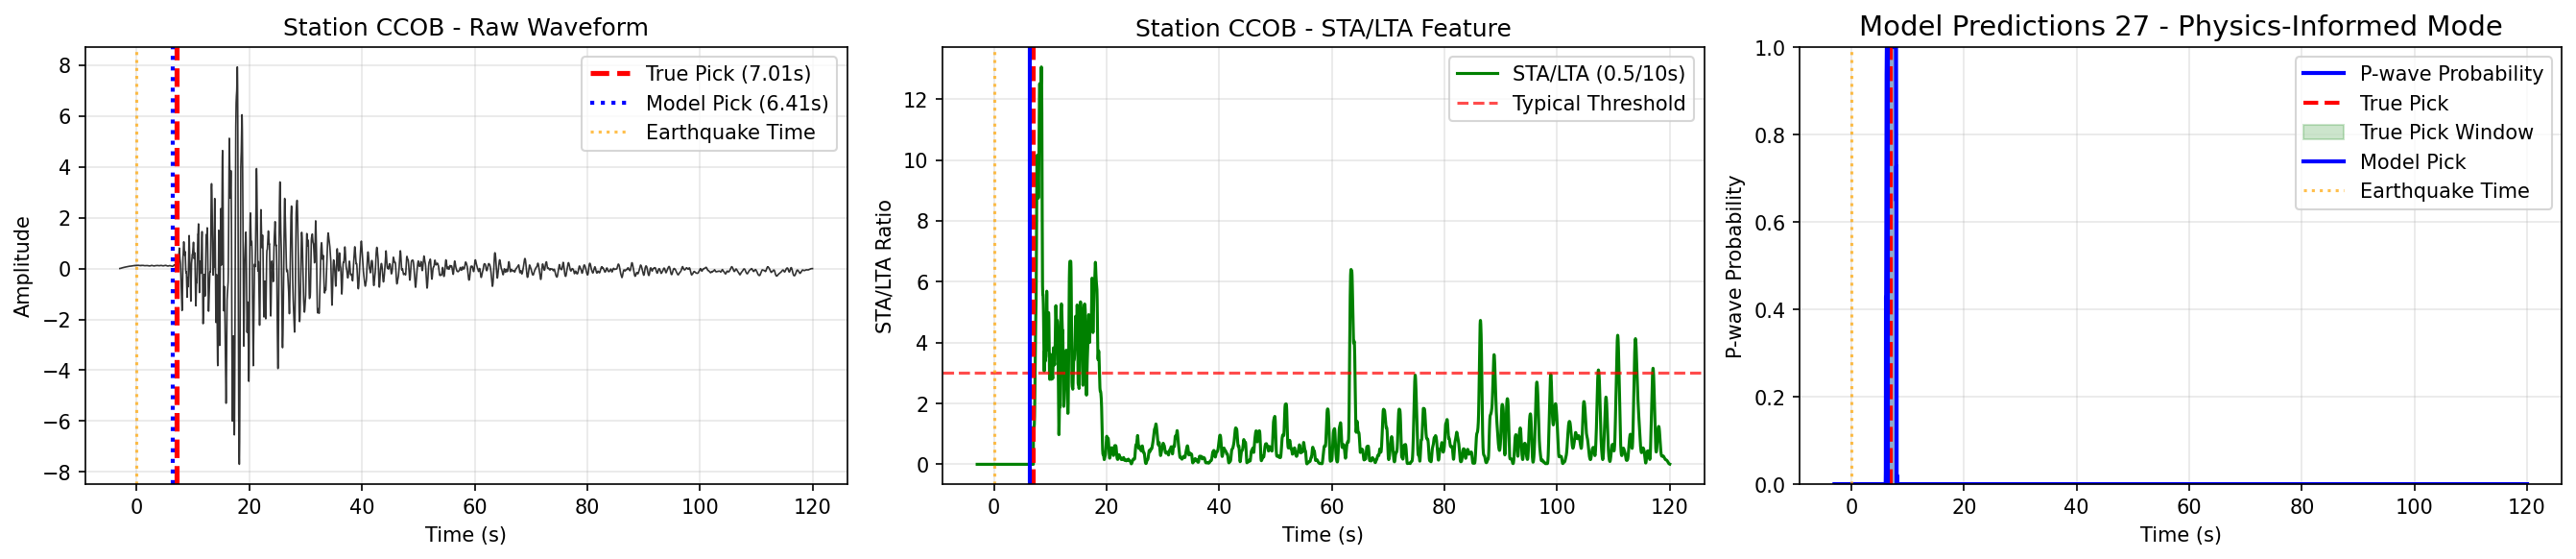 Station CCOB - Raw Waveform
True Pick (7.01s)
Model Pick (6.41s)
Earthquake Time
8
6
4
2
0
−2
−4
−6
−8
Amplitude
0 20 40 60 80 100 120
Time (s)
Station CCOB - STA/LTA Feature
STA/LTA (0.5/10s)
Typical Threshold
12
10
8
6
4
2
0
STA/LTA Ratio
0 20 40 60 80 100 120
Time (s)
Model Predictions 27 - Physics-Informed Mode
P-wave Probability
True Pick
True Pick Window
Model Pick
Earthquake Time
1.0
0.8
0.6
0.4
0.2
0.0
P-wave Probability
0 20 40 60 80 100 120
Time (s)